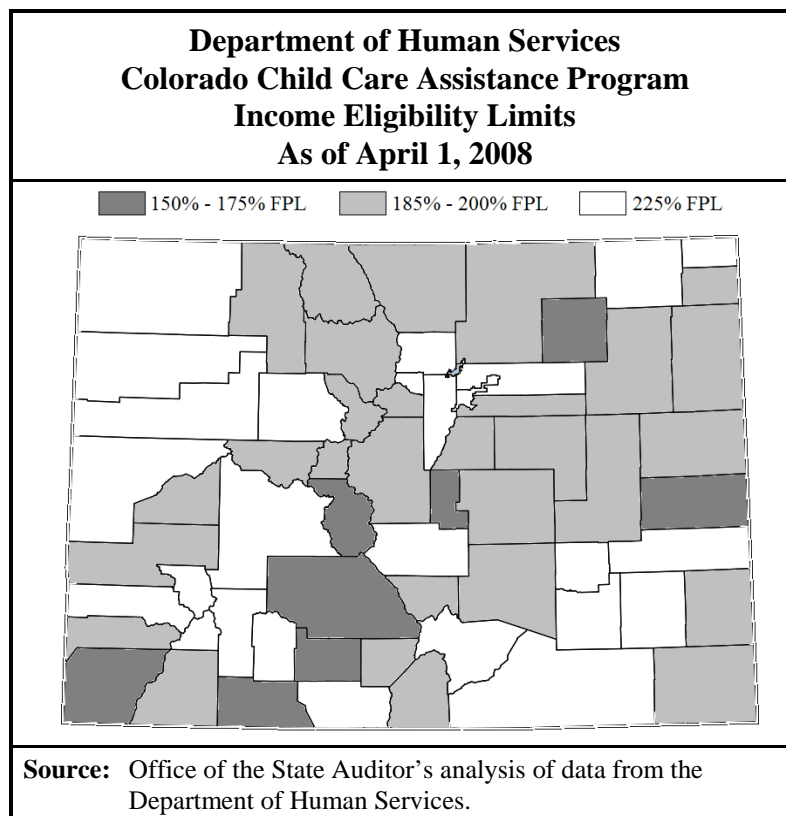 Department of Human Services
Colorado Child Care Assistance Program
Income Eligibility Limits
As of April 1, 2008
150% - 175% FPL 185% - 200% FPL 225% FPL
Source: Office of the State Auditor's analysis of data from the
Department of Human Services.